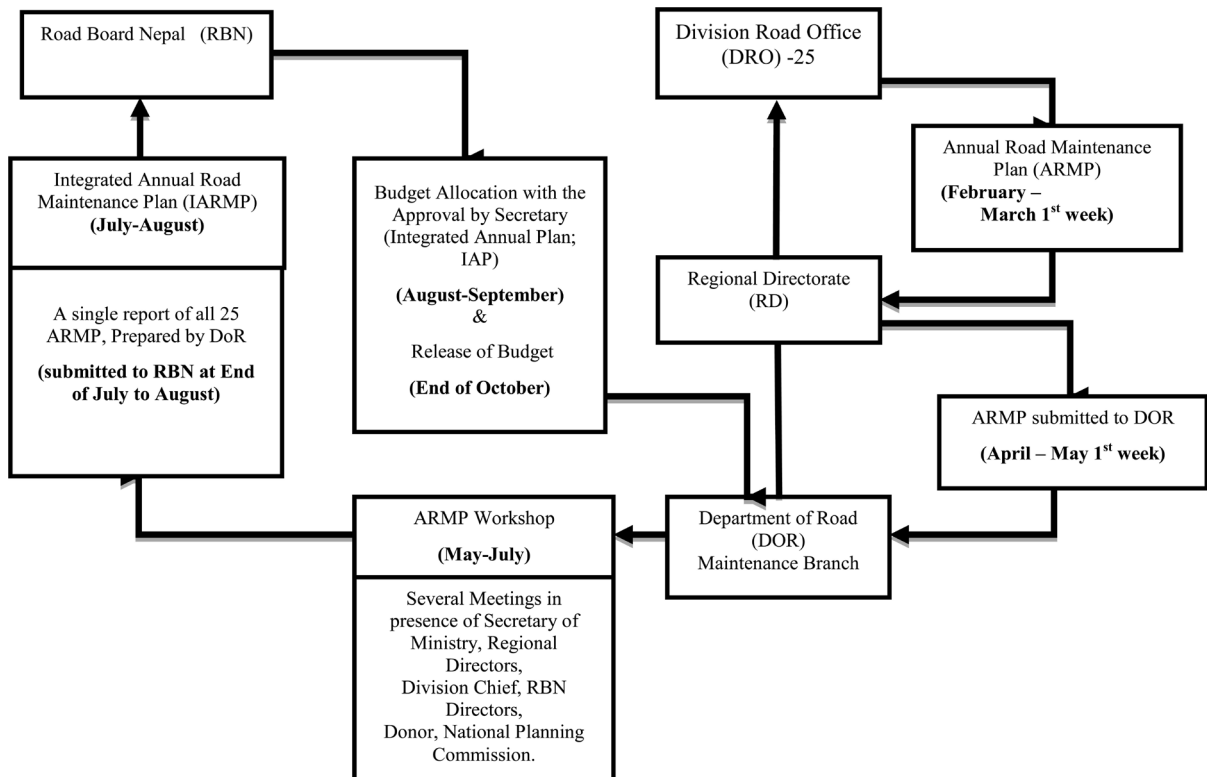 Road Board Nepal (RBN)
Division Road Office
(DRO) -25
Integrated Annual Road
Maintenance Plan (IARMP)
(July-August)
A single report of all 25
ARMP, Prepared by DoR
(submitted to RBN at End
of July to August)
Budget Allocation with the
Approval by Secretary
(Integrated Annual Plan;
IAP)
(August-September)
&
Release of Budget
(End of October)
Annual Road Maintenance
Plan (ARMP)
(February –
March 1st week)
Regional Directorate
(RD)
ARMP submitted to DOR
(April – May 1st week)
ARMP Workshop
(May-July)
Several Meetings in
presence of Secretary of
Ministry, Regional
Directors,
Division Chief, RBN
Directors,
Donor, National Planning
Commission.
Department of Road
(DOR)
Maintenance Branch